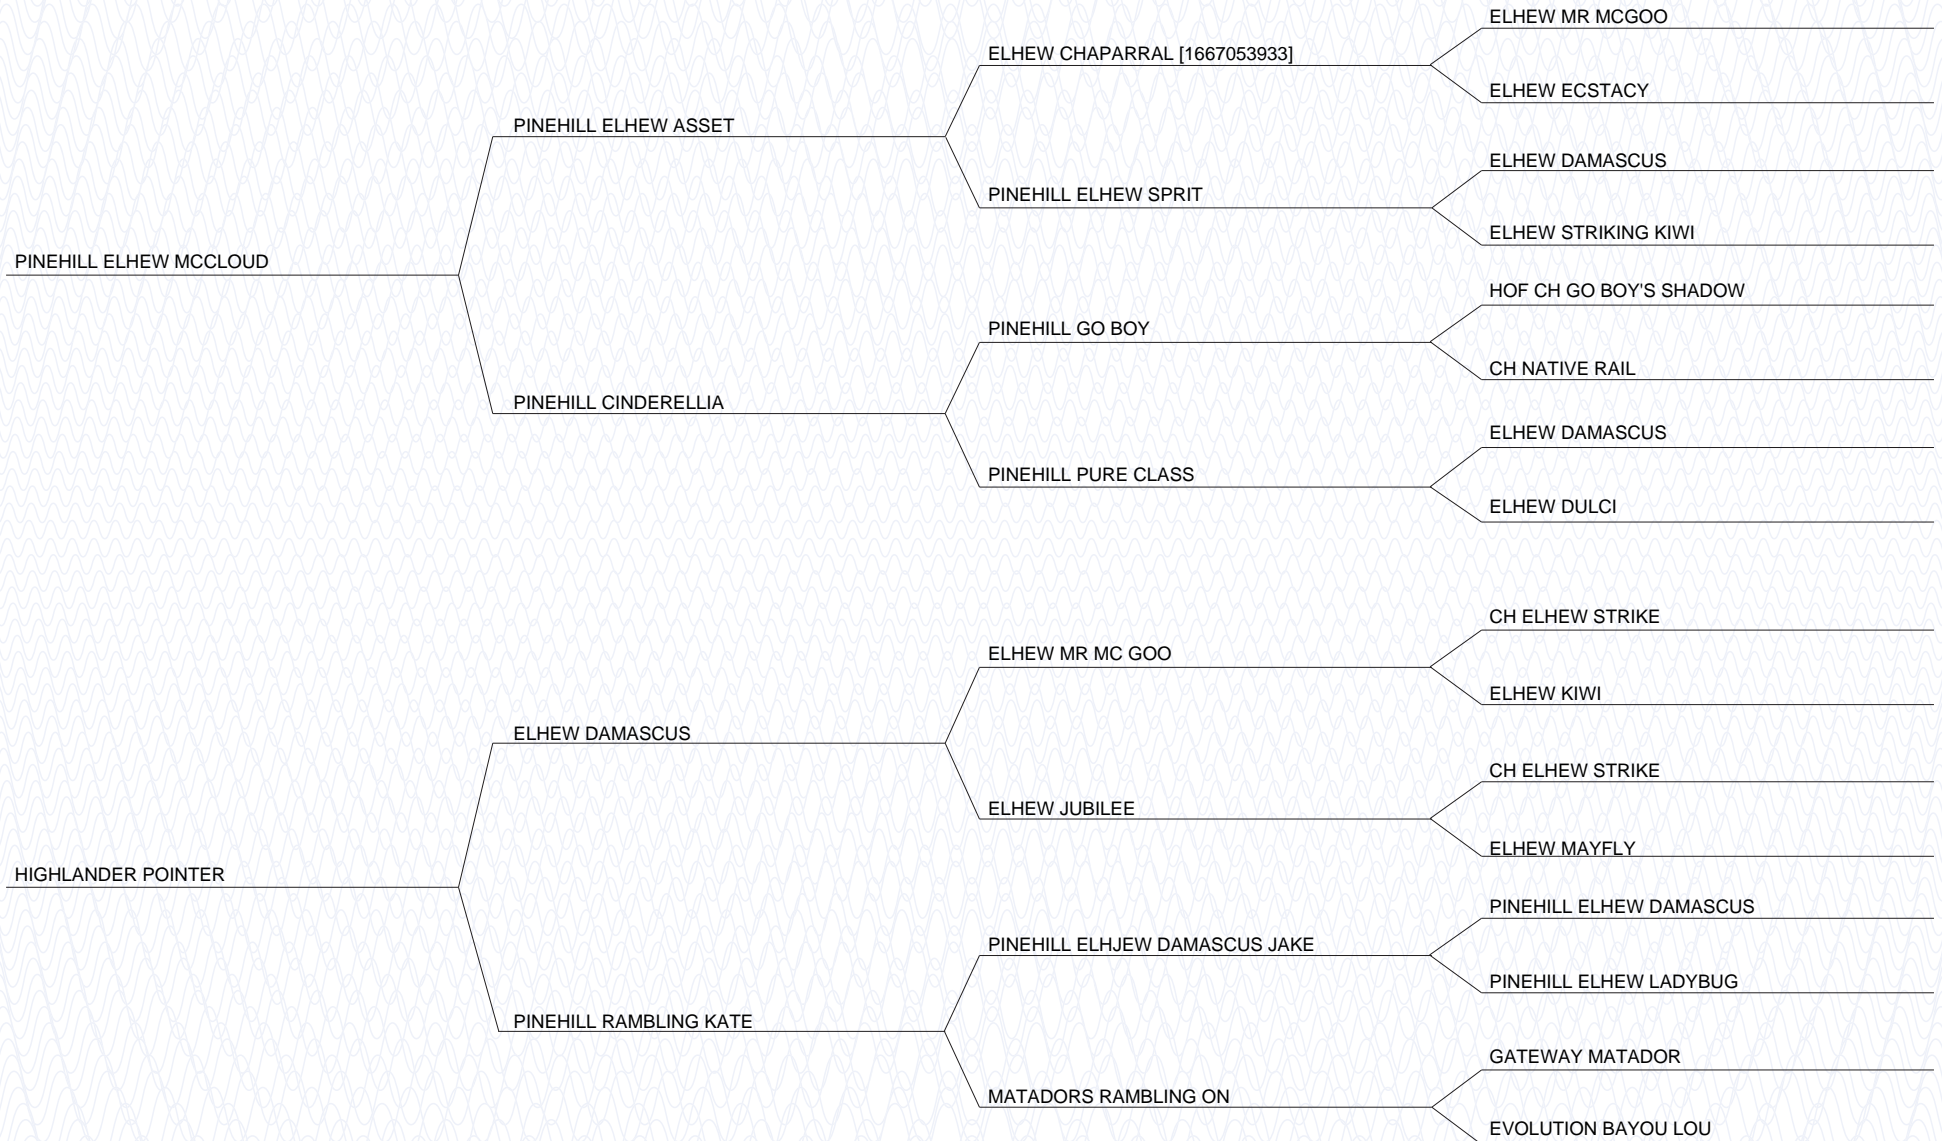 ELHEW MR MCGOO
ELHEW CHAPARRAL [1667053933]
ELHEW ECSTACY
PINEHILL ELHEW ASSET
ELHEW DAMASCUS
PINEHILL ELHEW SPRIT
ELHEW STRIKING KIWI
PINEHILL ELHEW MCCLOUD
HOF CH GO BOY'S SHADOW
PINEHILL GO BOY
CH NATIVE RAIL
PINEHILL CINDERELLIA
ELHEW DAMASCUS
PINEHILL PURE CLASS
ELHEW DULCI
CH ELHEW STRIKE
ELHEW MR MC GOO
ELHEW KIWI
ELHEW DAMASCUS
CH ELHEW STRIKE
ELHEW JUBILEE
ELHEW MAYFLY
HIGHLANDER POINTER
PINEHILL ELHEW DAMASCUS
PINEHILL ELHJEW DAMASCUS JAKE
PINEHILL ELHEW LADYBUG
PINEHILL RAMBLING KATE
GATEWAY MATADOR
MATADORS RAMBLING ON
EVOLUTION BAYOU LOU